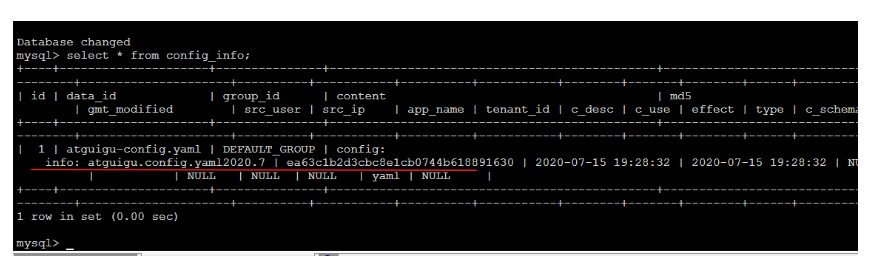 Database changed
mysql> select * from config_info;
| id | data_id | group_id | content | md5
| gmt_modified | src_user | src_ip | app_name | tenant_id | c_desc | c_use | effect | type | c_schema
| 1 | atguigu-config.yaml | DEFAULT_GROUP | config:
info: atguigu.config.yaml2020.7 | ea63c1b2d3cbc8e1cb0744b618891630 | 2020-07-15 19:28:32 | 2020-07-15 19:28:32 | NU
| | NULL | NULL | NULL | yaml | NULL |
1 row in set (0.00 sec)
mysql> _